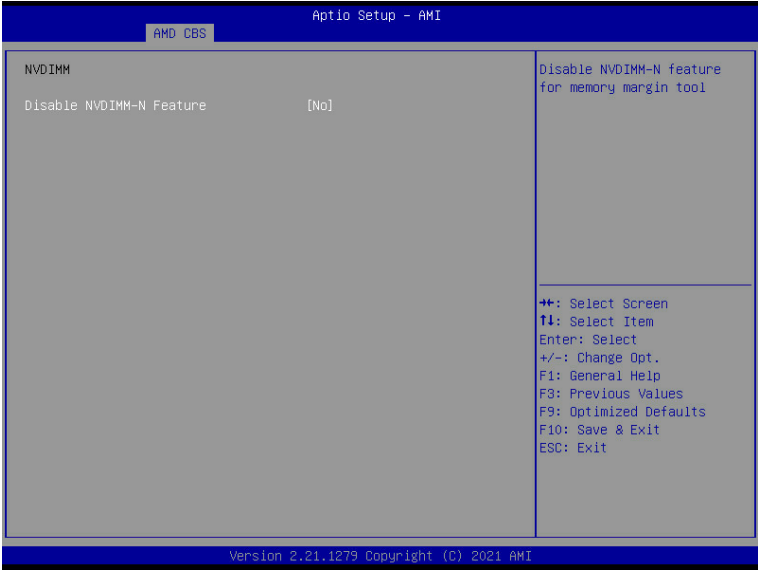 Aptio Setup – AMI
AMD CBS
NVDIMM
Disable NVDIMM-N Feature [No]
Disable NVDIMM-N feature
for memory margin tool
→←: Select Screen
↑↓: Select Item
Enter: Select
+/-: Change Opt.
F1: General Help
F3: Previous Values
F9: Optimized Defaults
F10: Save & Exit
ESC: Exit
Version 2.21.1279 Copyright (C) 2021 AMI